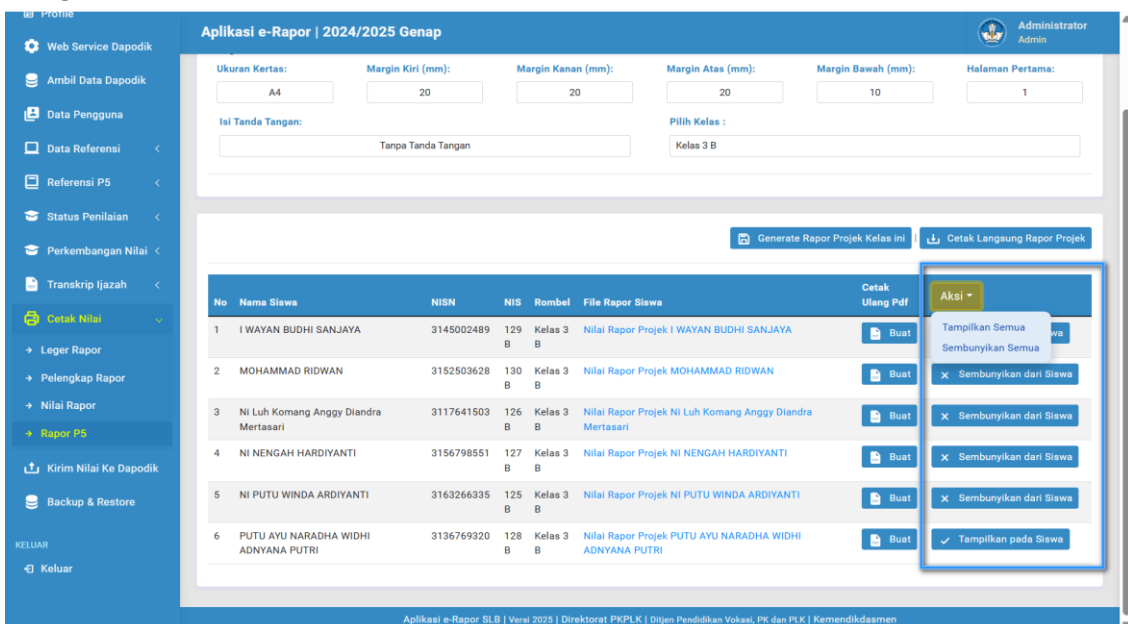 Profile
Web Service Dapodik
Ambil Data Dapodik
Data Pengguna
Data Referensi
Referensi P5
Status Penilaian
Perkembangan Nilai
Transkrip Ijazah
Cetak Nilai
Leger Rapor
Pelengkap Rapor
Nilai Rapor
Rapor P5
Kirim Nilai Ke Dapodik
Backup & Restore
KELUAR
Keluar
Aplikasi e-Rapor | 2024/2025 Genap
Administrator
Admin
Ukuran Kertas: Margin Kiri (mm): Margin Kanan (mm): Margin Atas (mm): Margin Bawah (mm): Halaman Pertama:
A4 20 20 20 10 1
Isi Tanda Tangan: Pilih Kelas :
Tanpa Tanda Tangan Kelas 3 B
Generate Rapor Projek Kelas ini | Cetak Langsung Rapor Projek
No Nama Siswa NISN NIS Rombel File Rapor Siswa Cetak Ulang Pdf Aksi
Tampilkan Semua
Sembunyikan Semua
1 I WAYAN BUDHI SANJAYA 3145002489 129 Kelas 3 Nilai Rapor Projek I WAYAN BUDHI SANJAYA Buat wa
B B
2 MOHAMMAD RIDWAN 3152503628 130 Kelas 3 Nilai Rapor Projek MOHAMMAD RIDWAN Buat Sembunyikan dari Siswa
B B
3 Ni Luh Komang Anggy Diandra 3117641503 126 Kelas 3 Nilai Rapor Projek Ni Luh Komang Anggy Diandra Buat Sembunyikan dari Siswa
Mertasari B B Mertasari
4 NI NENGAH HARDIYANTI 3156798551 127 Kelas 3 Nilai Rapor Projek NI NENGAH HARDIYANTI Buat Sembunyikan dari Siswa
B B
5 NI PUTU WINDA ARDIYANTI 3163266335 125 Kelas 3 Nilai Rapor Projek NI PUTU WINDA ARDIYANTI Buat Sembunyikan dari Siswa
B B
6 PUTU AYU NARADHA WIDHI 3136769320 128 Kelas 3 Nilai Rapor Projek PUTU AYU NARADHA WIDHI Buat Tampilkan pada Siswa
ADNYANA PUTRI B B ADNYANA PUTRI
Aplikasi e-Rapor SLB | Versi 2025 | Direktorat PKPLK | Ditjen Pendidikan Vokasi, PK dan PLK | Kemendikdasmen